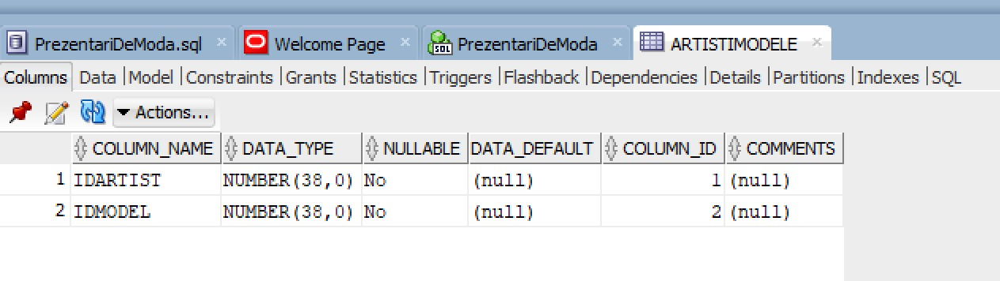 PrezentariDeModa.sql × Welcome Page × SQL PrezentariDeModa × ARTISTIMODELE ×
Columns Data |Model |Constraints |Grants |Statistics |Triggers |Flashback |Dependencies |Details |Partitions |Indexes |SQL
Actions...
COLUMN_NAME DATA_TYPE NULLABLE DATA_DEFAULT COLUMN_ID COMMENTS
1 IDARTIST NUMBER(38,0) No (null) 1 (null)
2 IDMODEL NUMBER(38,0) No (null) 2 (null)